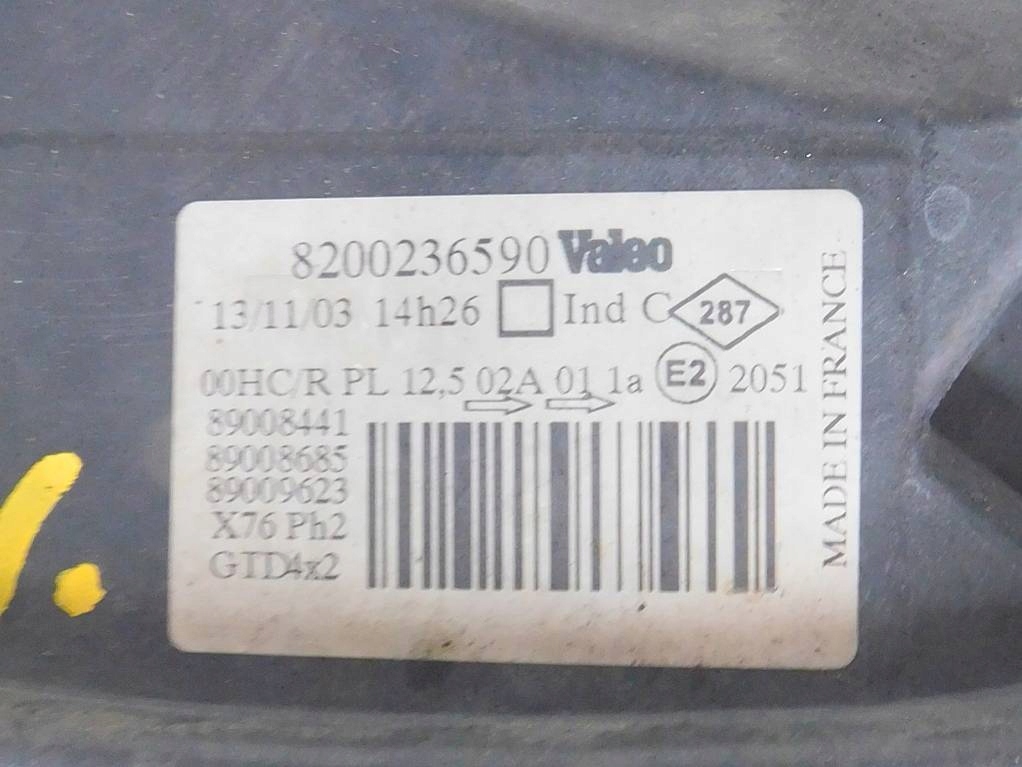 8200236590 Valeo
13/11/03 14h26 Ind C 287
00HC/R PL 12,5 02A 01 1a E2 2051
89008441
89008685
89009623
X76 Ph2
GTD4x2
MADE IN FRANCE